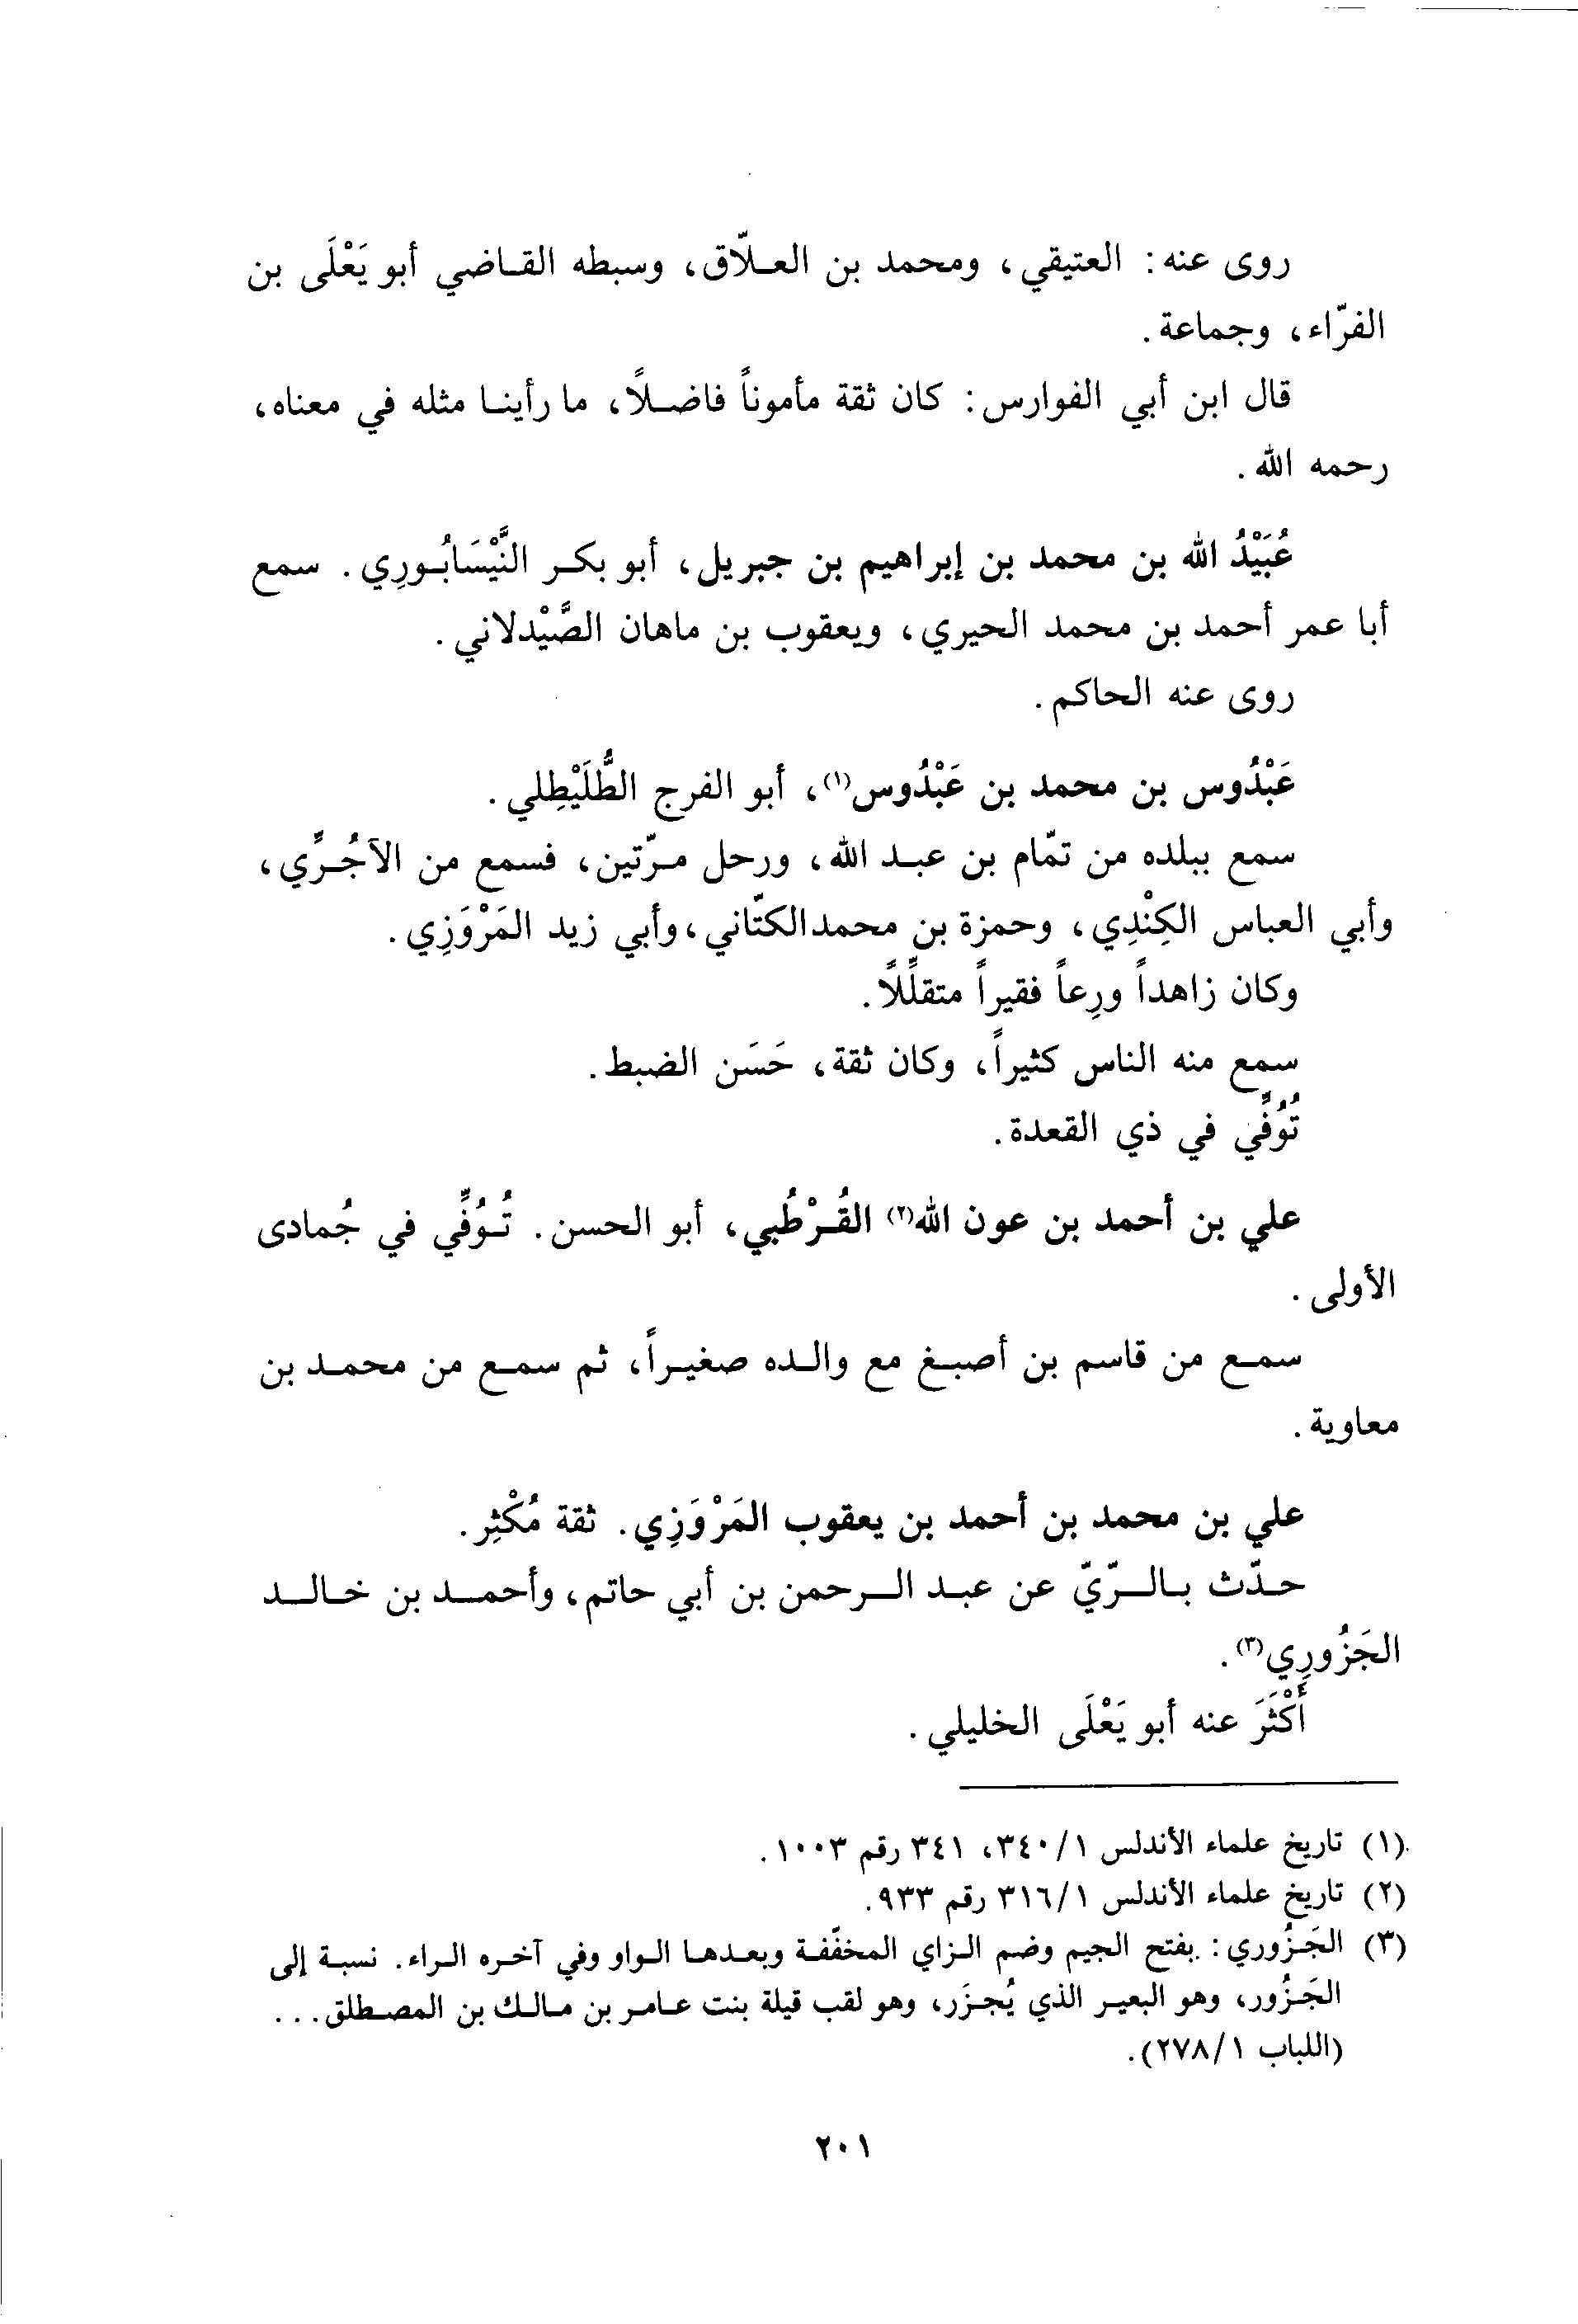 روى عنه: العتيقي، ومحمد بن العلّاق، وسبطه القاضي أبو يَعْلَى بن
الفرّاء، وجماعة.
قال ابن أبي الفوارس: كان ثقة مأموناً فاضلًا، ما رأينا مثله في معناه،
رحمه الله.
عُبَيْدُ الله بن محمد بن إبراهيم بن جبريل، أبو بكر النَّيْسَابُوري. سمع
أبا عمر أحمد بن محمد الحيري، ويعقوب بن ماهان الصَّيْدلاني.
روى عنه الحاكم.
عَبْدُوس بن محمد بن عَبْدُوس(١)، أبو الفرج الطُّلَيْطِلي.
سمع ببلده من تمّام بن عبد الله، ورحل مرّتين، فسمع من الآجُرِّي،
وأبي العباس الكِنْدِي، وحمزة بن محمد الكتّاني، وأبي زيد المَرْوَزِي.
وكان زاهداً ورِعاً فقيراً متقلِّلًا.
سمع منه الناس كثيراً، وكان ثقة، حَسَن الضبط.
تُوُفِّي في ذي القعدة.
علي بن أحمد بن عون الله(٢) القُرْطُبي، أبو الحسن. تُوُفِّي في جُمادى
الأولى.
سمع من قاسم بن أصبغ مع والده صغيراً، ثم سمع من محمد بن
معاوية.
علي بن محمد بن أحمد بن يعقوب المَرْوَزِي. ثقة مُكْثِر.
حدّث بالرّيّ عن عبد الرحمن بن أبي حاتم، وأحمد بن خالد
الجَزُورِي(٣).
أَكْثَرَ عنه أبو يَعْلَى الخليلي.
(١) تاريخ علماء الأندلس ٣٤٠/١، ٣٤١ رقم ١٠٠٣.
(٢) تاريخ علماء الأندلس ٣١٦/١ رقم ٩٣٣.
(٣) الجَزُوري: بفتح الجيم وضم الزاي المخفّفة وبعدها الواو وفي آخره الراء. نسبة إلى
الجَزُور، وهو البعير الذي يُجزَر، وهو لقب قيلة بنت عامر بن مالك بن المصطلق...
(اللباب ٢٧٨/١).
٢٠١